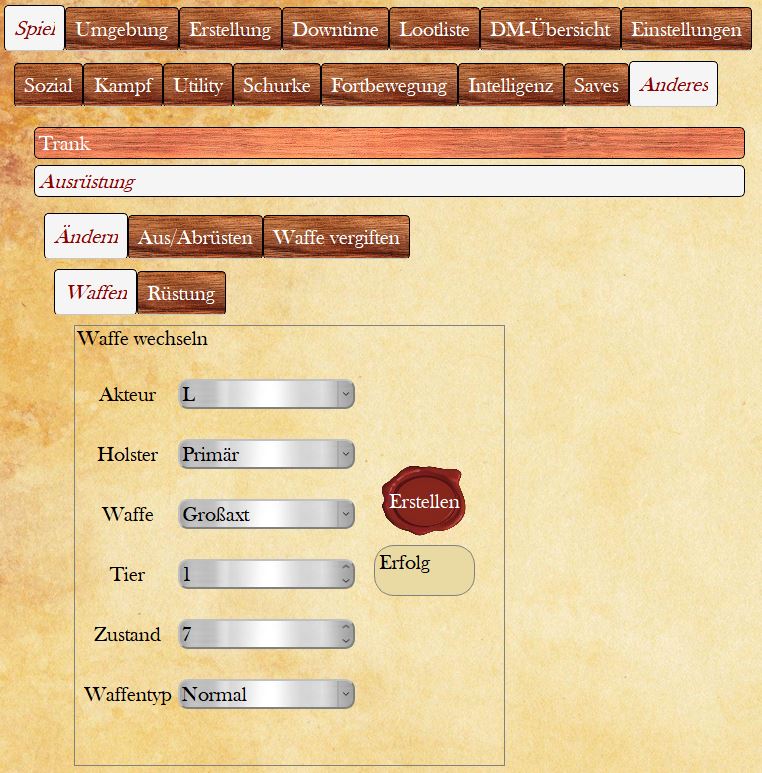 Spiel Umgebung Erstellung Downtime Lootliste DM-Übersicht Einstellungen
Sozial Kampf Utility Schurke Fortbewegung Intelligenz Saves Anderes
Trank
Ausrüstung
Ändern Aus/Abrüsten Waffe vergiften
Waffen Rüstung
Waffe wechseln
Akteur L
Holster Primär
Waffe Großaxt
Erstellen
Tier 1
Erfolg
Zustand 7
Waffentyp Normal